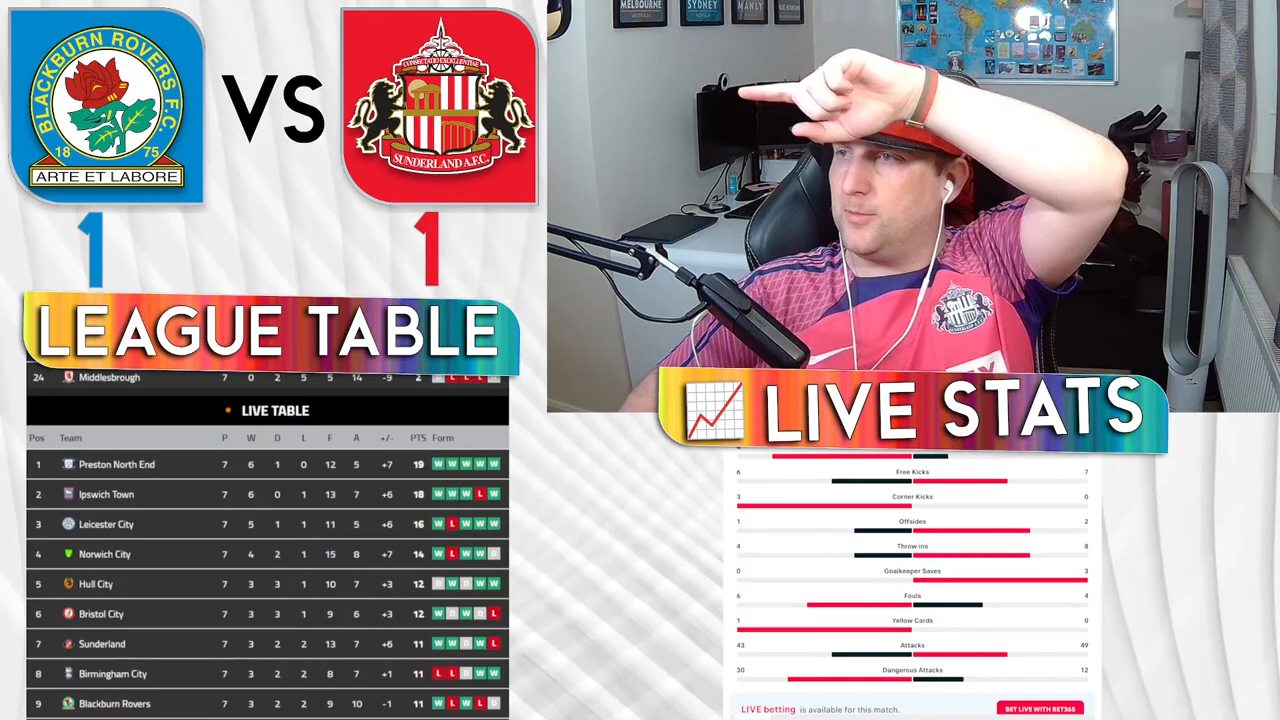 BLACKBURN ROVERS F.C.
18 75
ARTE ET LABORE
VS
CONSECTATIO EXCELLENTIAE
SUNDERLAND A.F.C.
1 1
MELBOURNE
SYDNEY
MANLY
LEAGUE TABLE
24 Middlesbrough 7 0 2 5 5 14 -9 2 L L L
LIVE TABLE
Pos Team P W D L F A +/- PTS Form
1 Preston North End 7 6 1 0 12 5 +7 19 W W W W W
2 Ipswich Town 7 6 0 1 13 7 +6 18 W W W L W
3 Leicester City 7 5 1 1 11 5 +6 16 W L W W W
4 Norwich City 7 4 2 1 15 8 +7 14 W L W W D
5 Hull City 7 3 3 1 10 7 +3 12 D W D W W
6 Bristol City 7 3 3 1 9 6 +3 12 W D W D L
7 Sunderland 7 3 2 2 13 7 +6 11 W W D W L
8 Birmingham City 7 3 2 2 8 7 +1 11 L L D W W
9 Blackburn Rovers 7 3 2 2 9 10 -1 11 W L W L D
LIVE STATS
6 Free Kicks 7
3 Corner Kicks 0
1 Offsides 2
4 Throw-ins 8
0 Goalkeeper Saves 3
6 Fouls 4
1 Yellow Cards 0
43 Attacks 49
30 Dangerous Attacks 12
LIVE betting is available for this match.
BET LIVE WITH BET365